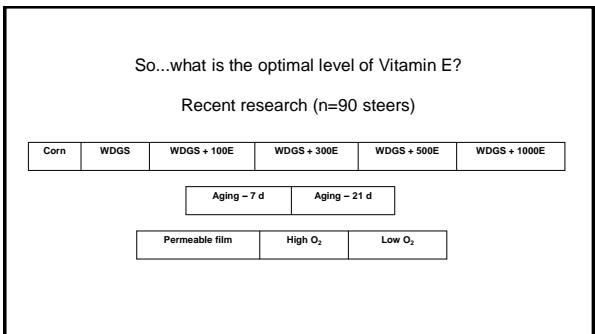 So...what is the optimal level of Vitamin E?
Recent research (n=90 steers)
Corn WDGS WDGS + 100E WDGS + 300E WDGS + 500E WDGS + 1000E
Aging – 7 d Aging – 21 d
Permeable film High O₂ Low O₂